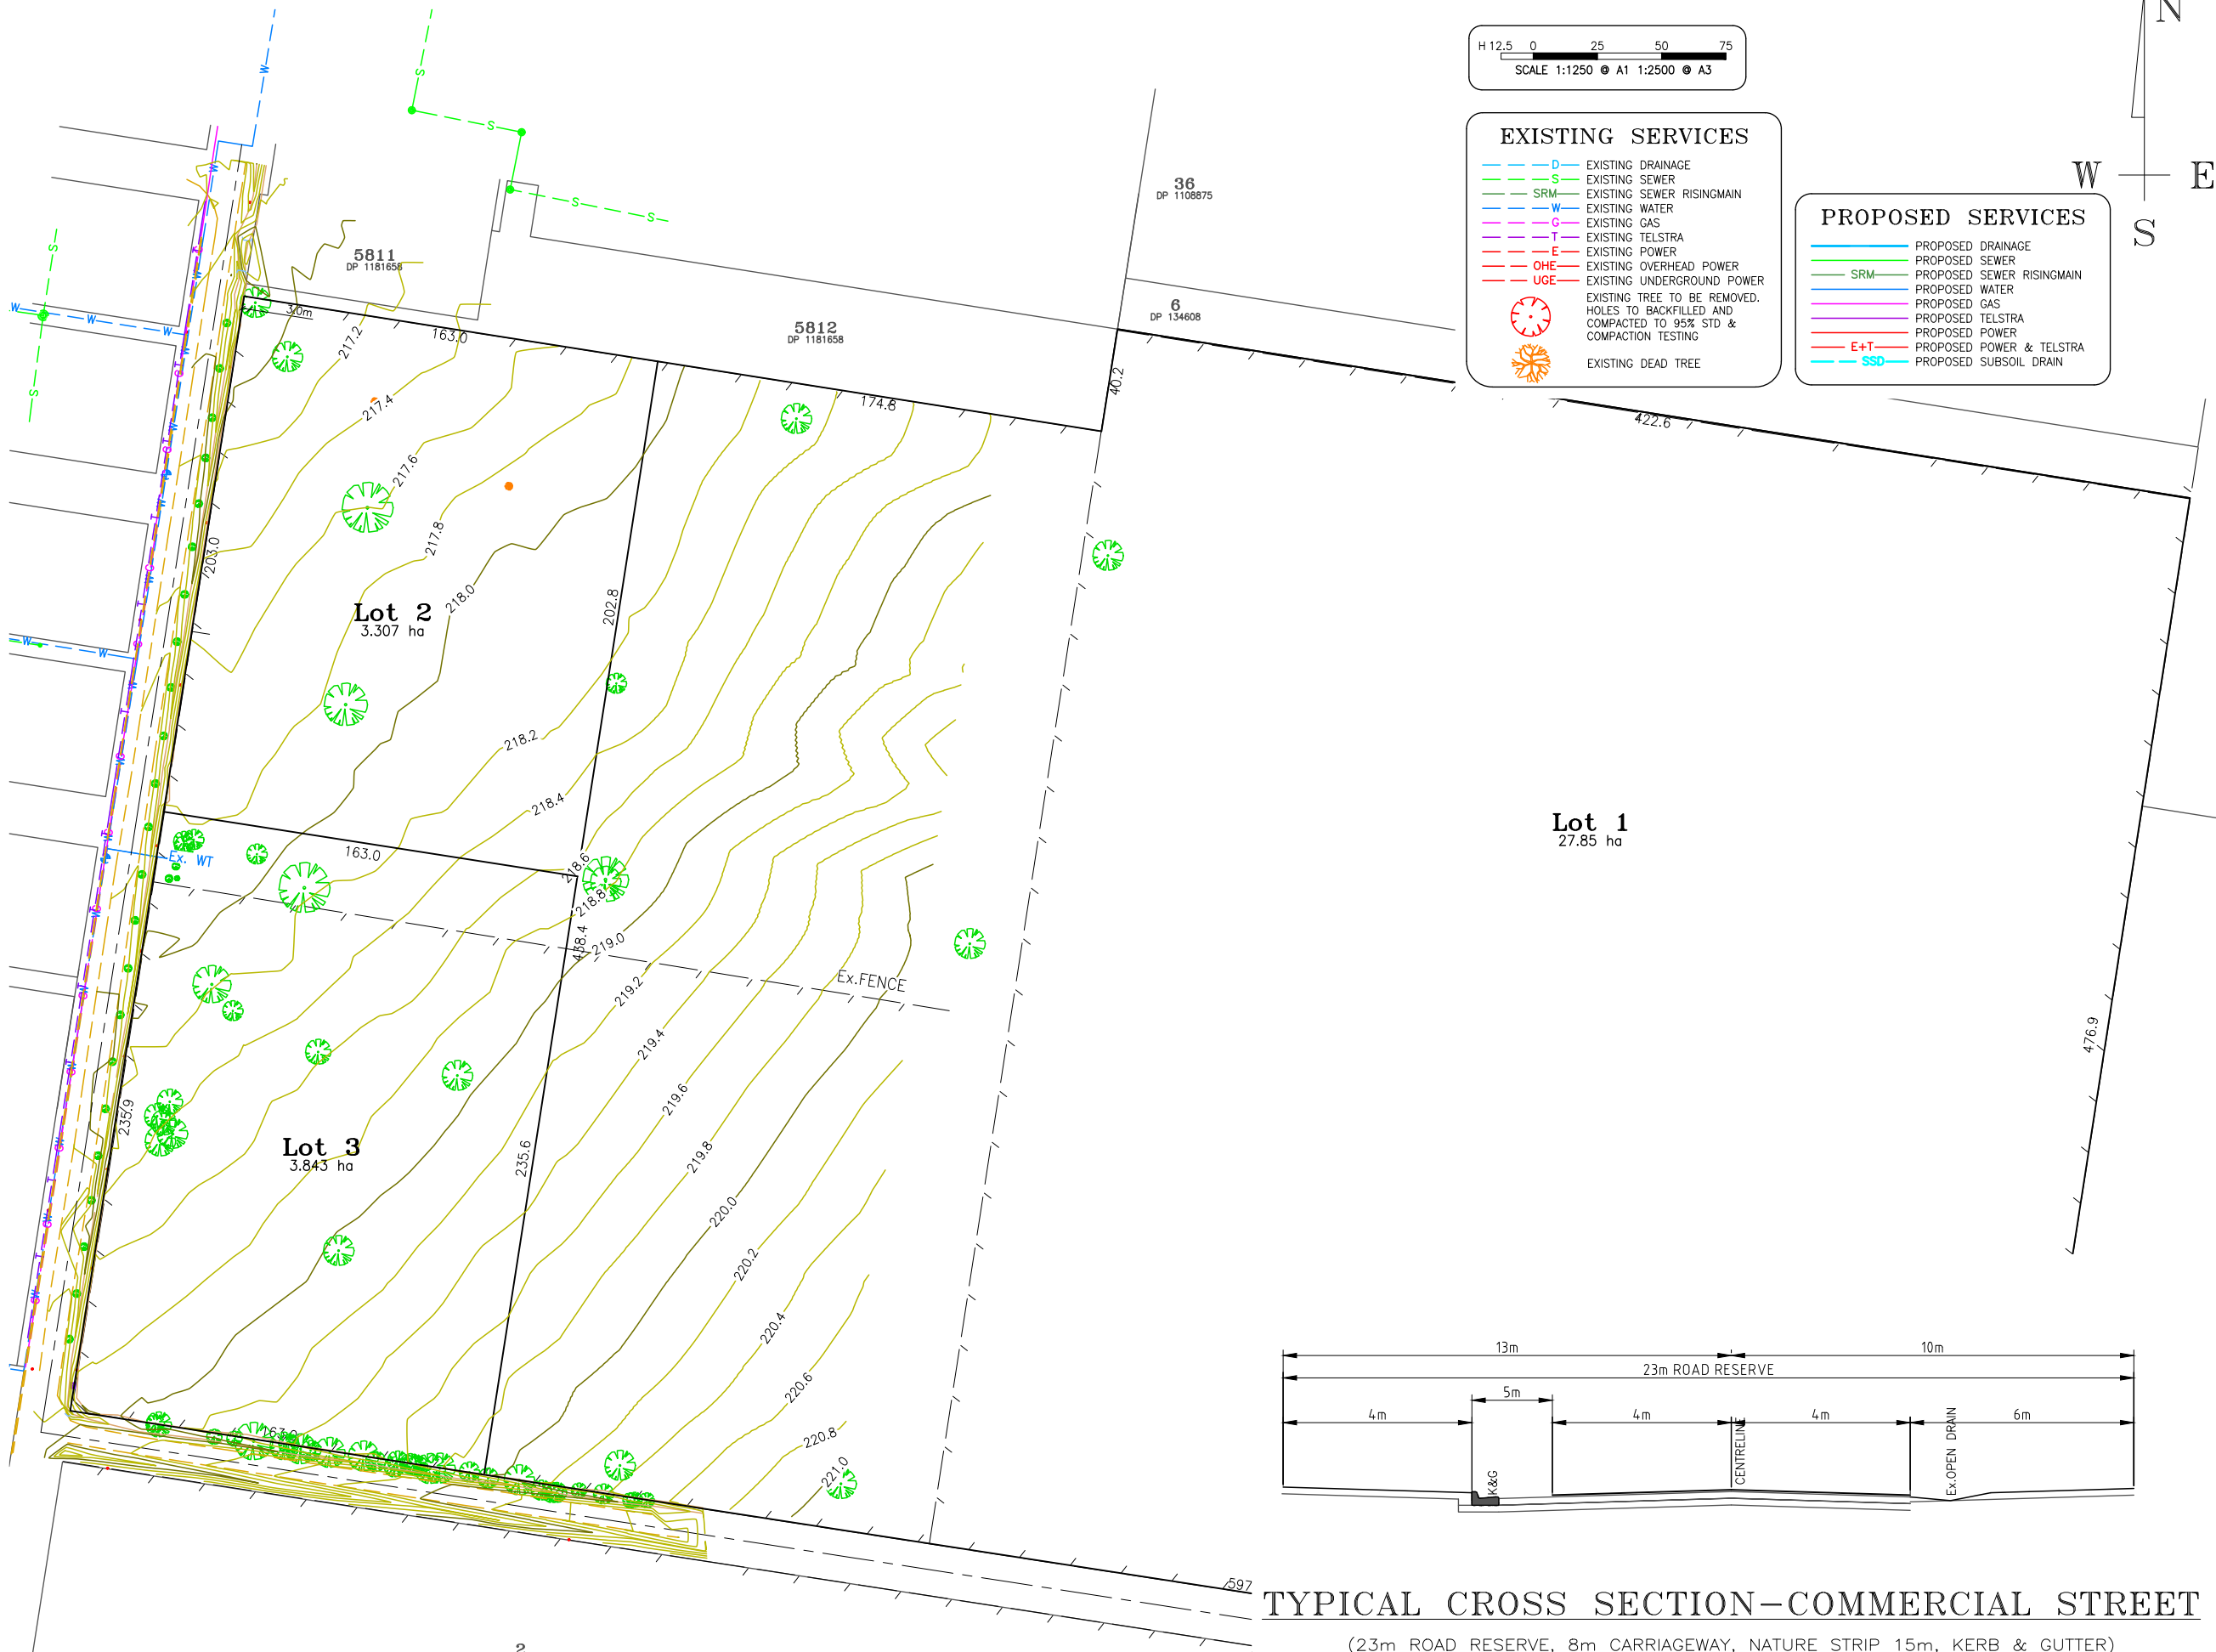 N
W E
S
H 12.5 0 25 50 75
SCALE 1:1250 @ A1 1:2500 @ A3
EXISTING SERVICES
D EXISTING DRAINAGE
S EXISTING SEWER
SRM EXISTING SEWER RISINGMAIN
W EXISTING WATER
G EXISTING GAS
T EXISTING TELSTRA
E EXISTING POWER
OHE EXISTING OVERHEAD POWER
UGE EXISTING UNDERGROUND POWER
EXISTING TREE TO BE REMOVED.
HOLES TO BACKFILLED AND
COMPACTED TO 95% STD &
COMPACTION TESTING
EXISTING DEAD TREE
PROPOSED SERVICES
PROPOSED DRAINAGE
PROPOSED SEWER
SRM PROPOSED SEWER RISINGMAIN
PROPOSED WATER
PROPOSED GAS
PROPOSED TELSTRA
PROPOSED POWER
E+T PROPOSED POWER & TELSTRA
SSD PROPOSED SUBSOIL DRAIN
36
DP 1108875
5811
DP 1181658
6
DP 134608
5812
DP 1181658
3.0m
163.0
174.8
40.2
422.6
217.2
217.4
217.6
217.8
218.0
203.0
202.8
Lot 2
3.307 ha
218.2
218.4
218.6
218.8
219.0
163.0
Ex. WT
438.4
Ex.FENCE
Lot 1
27.85 ha
219.2
219.4
219.6
219.8
220.0
220.2
220.4
220.6
220.8
221.0
476.9
235.9
235.6
Lot 3
3.843 ha
163.0
597
2
13m 10m
23m ROAD RESERVE
5m
4m 4m 4m 6m
K&G
CENTRELINE
Ex.OPEN DRAIN
TYPICAL CROSS SECTION-COMMERCIAL STREET
(23m ROAD RESERVE, 8m CARRIAGEWAY, NATURE STRIP 15m, KERB & GUTTER)